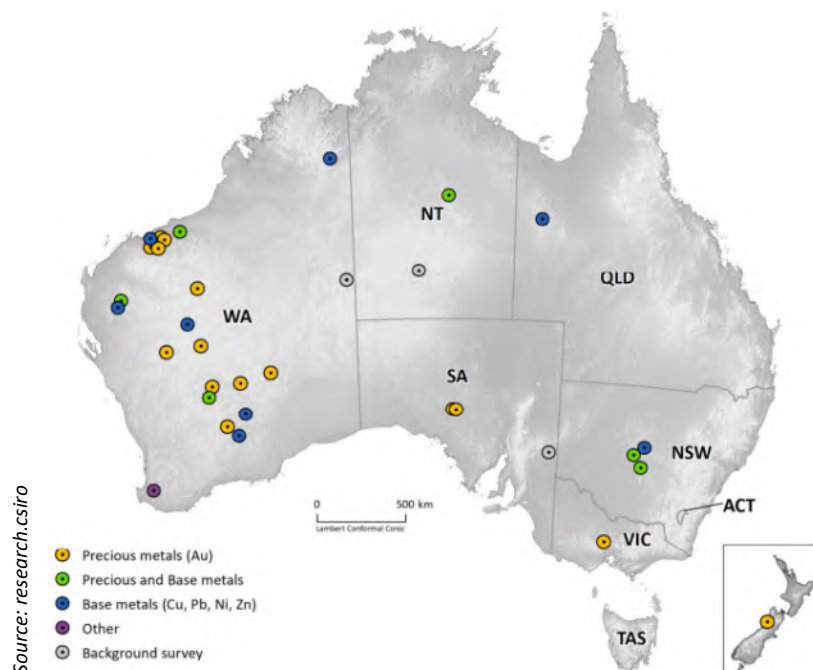 NT
QLD
WA
SA
NSW
ACT
VIC
TAS
0 500 km
Lambert Conformal Conic
Precious metals (Au)
Precious and Base metals
Base metals (Cu, Pb, Ni, Zn)
Other
Background survey
Source: research.csiro